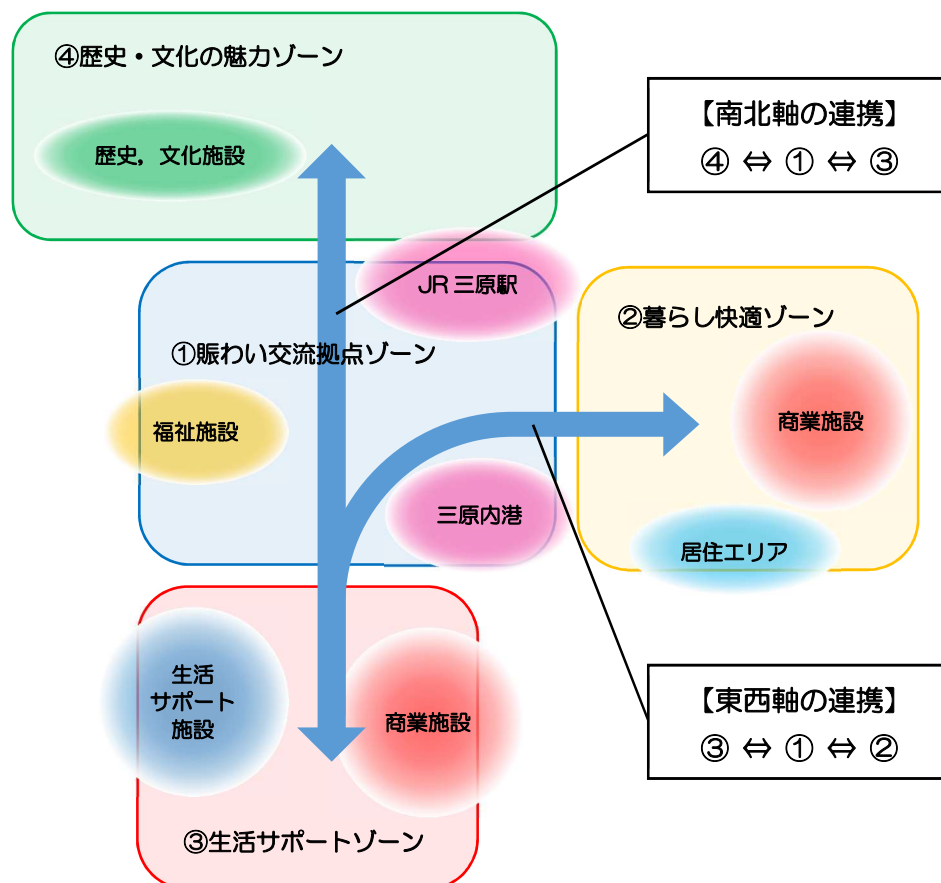 ④歴史・文化の魅力ゾーン
歴史，文化施設
【南北軸の連携】
④ ⇔ ① ⇔ ③
JR 三原駅
②暮らし快適ゾーン
①賑わい交流拠点ゾーン
福祉施設
商業施設
三原内港
居住エリア
生活
サポート
施設
商業施設
【東西軸の連携】
③ ⇔ ① ⇔ ②
③生活サポートゾーン